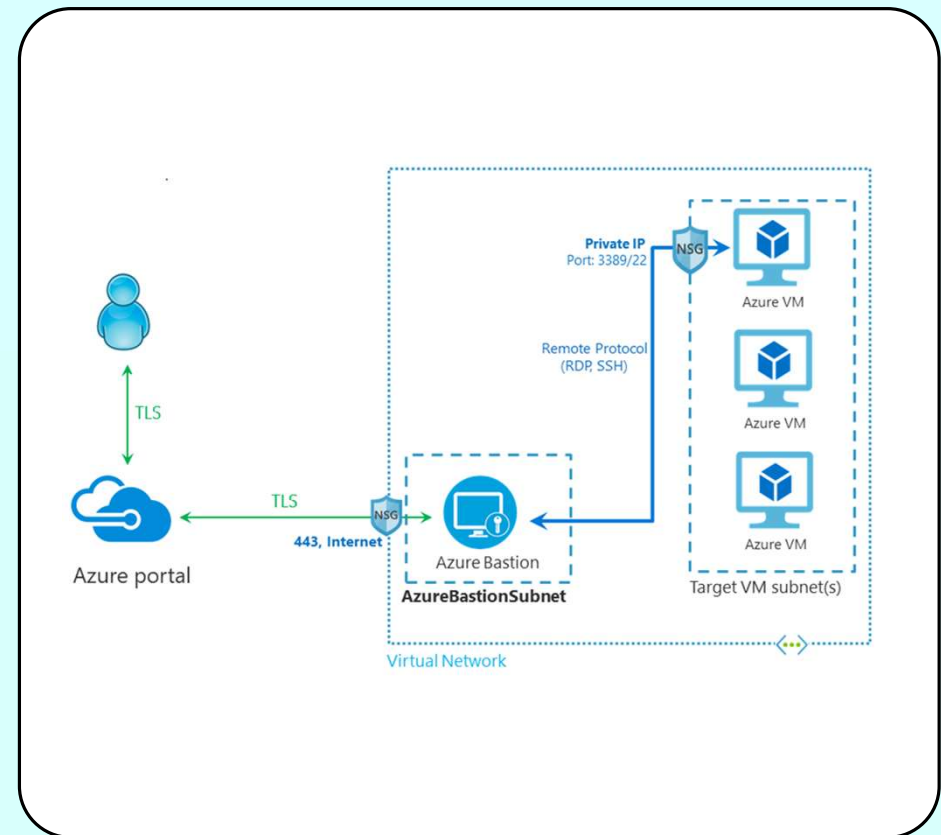 Private IP
Port: 3389/22
NSG
Azure VM
Remote Protocol
(RDP, SSH)
Azure VM
TLS
TLS
NSG
443, Internet
Azure VM
Azure Bastion
Azure portal
AzureBastionSubnet
Target VM subnet(s)
Virtual Network